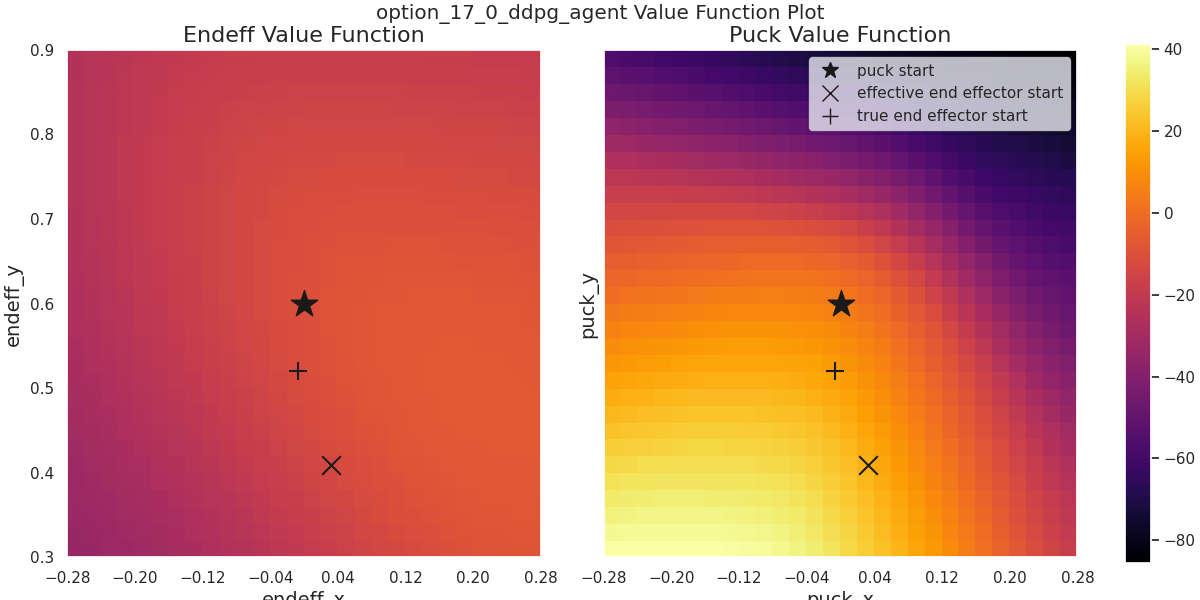 option_17_0_ddpg_agent Value Function Plot
Endeff Value Function
Puck Value Function
puck start
effective end effector start
true end effector start
0.9
0.8
0.7
0.6
0.5
0.4
0.3
endeff_y
−0.28 −0.20 −0.12 −0.04 0.04 0.12 0.20 0.28
endeff_x
puck_y
−0.28 −0.20 −0.12 −0.04 0.04 0.12 0.20 0.28
puck_x
40
20
0
−20
−40
−60
−80